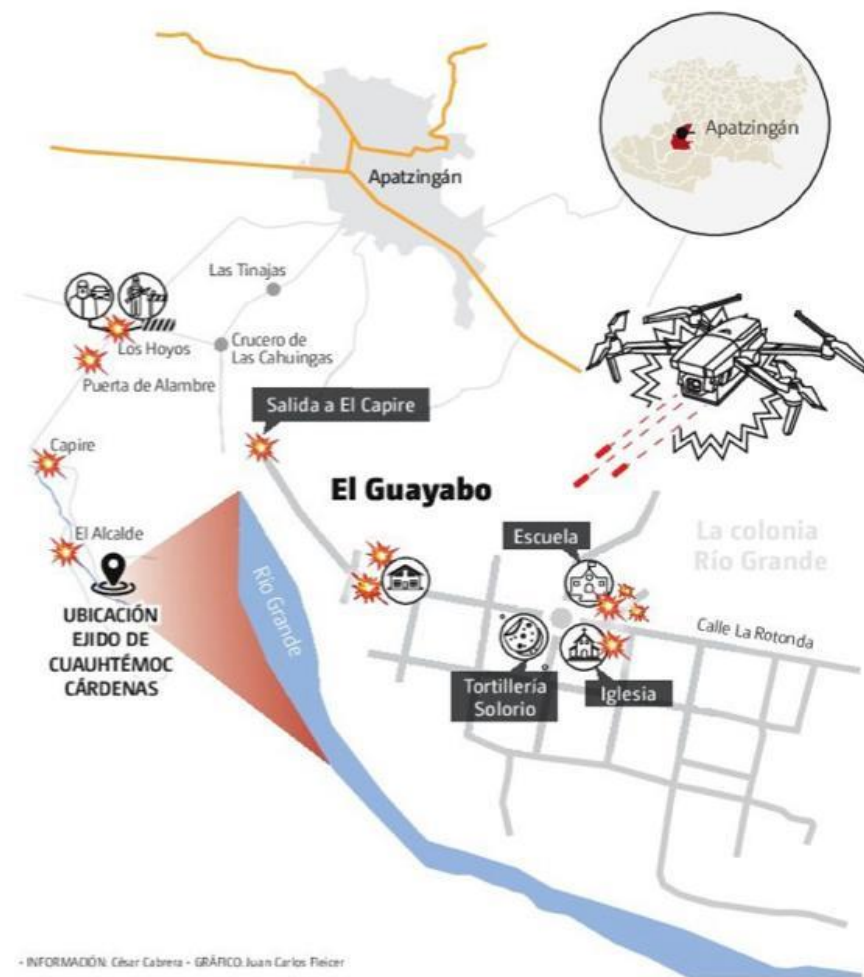 Apatzingán
Apatzingán
Las Tinajas
Los Hoyos
Crucero de
Las Cahuingas
Puerta de Alambre
Salida a El Capire
Capire
El Guayabo
La colonia
Río Grande
Escuela
El Alcalde
Río Grande
UBICACIÓN
EJIDO DE
CUAUHTÉMOC
CÁRDENAS
Calle La Rotonda
Tortillería
Solorio
Iglesia
- INFORMACIÓN: César Cabrera - GRÁFICO: Juan Carlos Fleicer